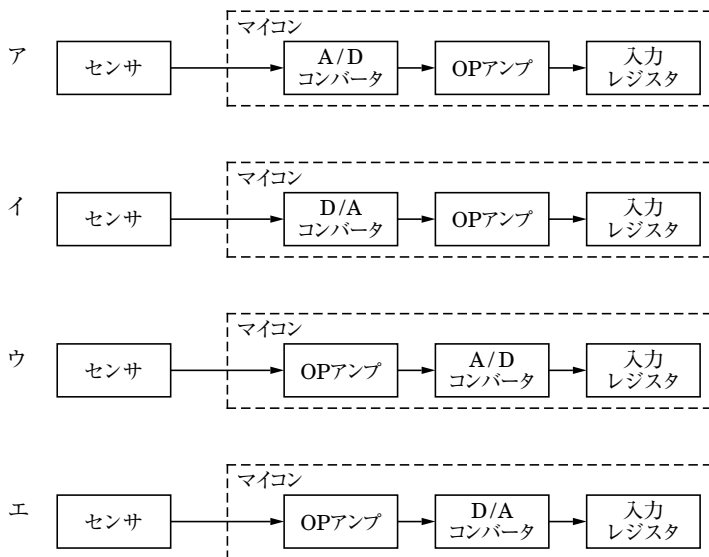 ア
マイコン
センサ
A/D
コンバータ
OPアンプ
入力
レジスタ
イ
マイコン
センサ
D/A
コンバータ
OPアンプ
入力
レジスタ
ウ
マイコン
センサ
OPアンプ
A/D
コンバータ
入力
レジスタ
エ
マイコン
センサ
OPアンプ
D/A
コンバータ
入力
レジスタ